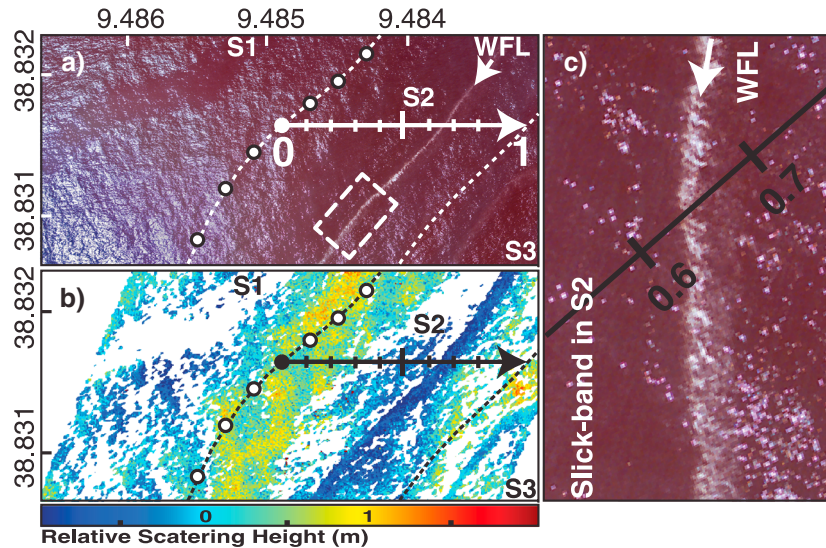 9.486 9.485 9.484
38.832
38.831
a)
S1
WFL
S2
0
1
S3
38.832
38.831
b)
S1
S2
S3
0 1
Relative Scatering Height (m)
c)
WFL
0.7
0.6
Slick-band in S2